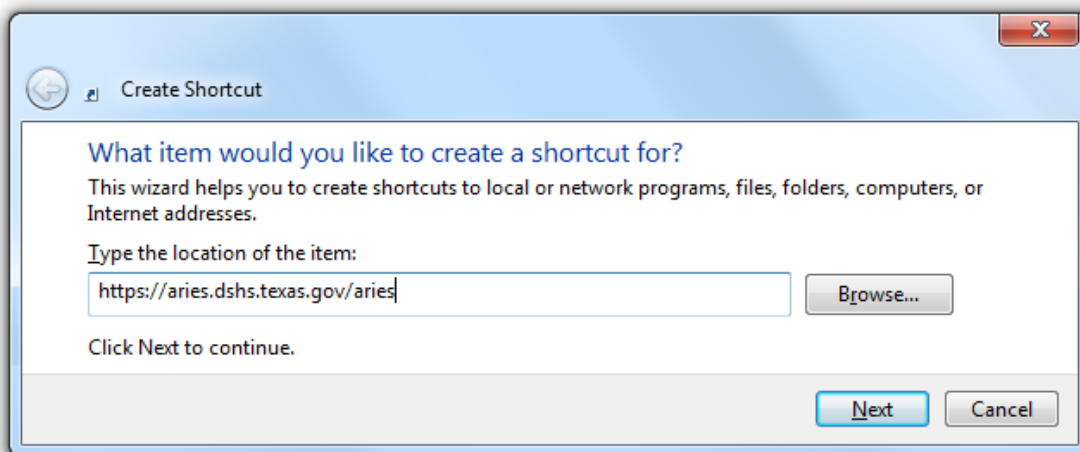 Create Shortcut
What item would you like to create a shortcut for?
This wizard helps you to create shortcuts to local or network programs, files, folders, computers, or
Internet addresses.
Type the location of the item:
https://aries.dshs.texas.gov/aries
Browse...
Click Next to continue.
Next
Cancel